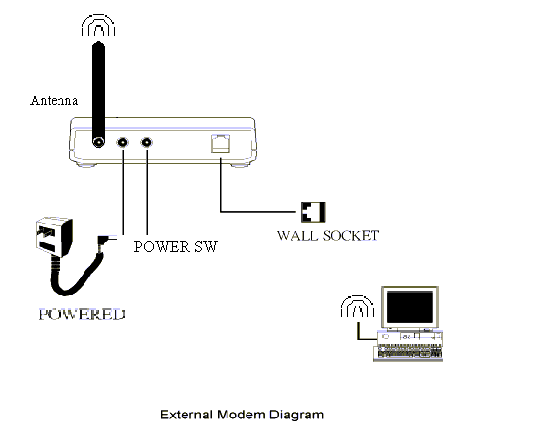 Antenna
POWER SW
WALL SOCKET
POWERED
External Modem Diagram